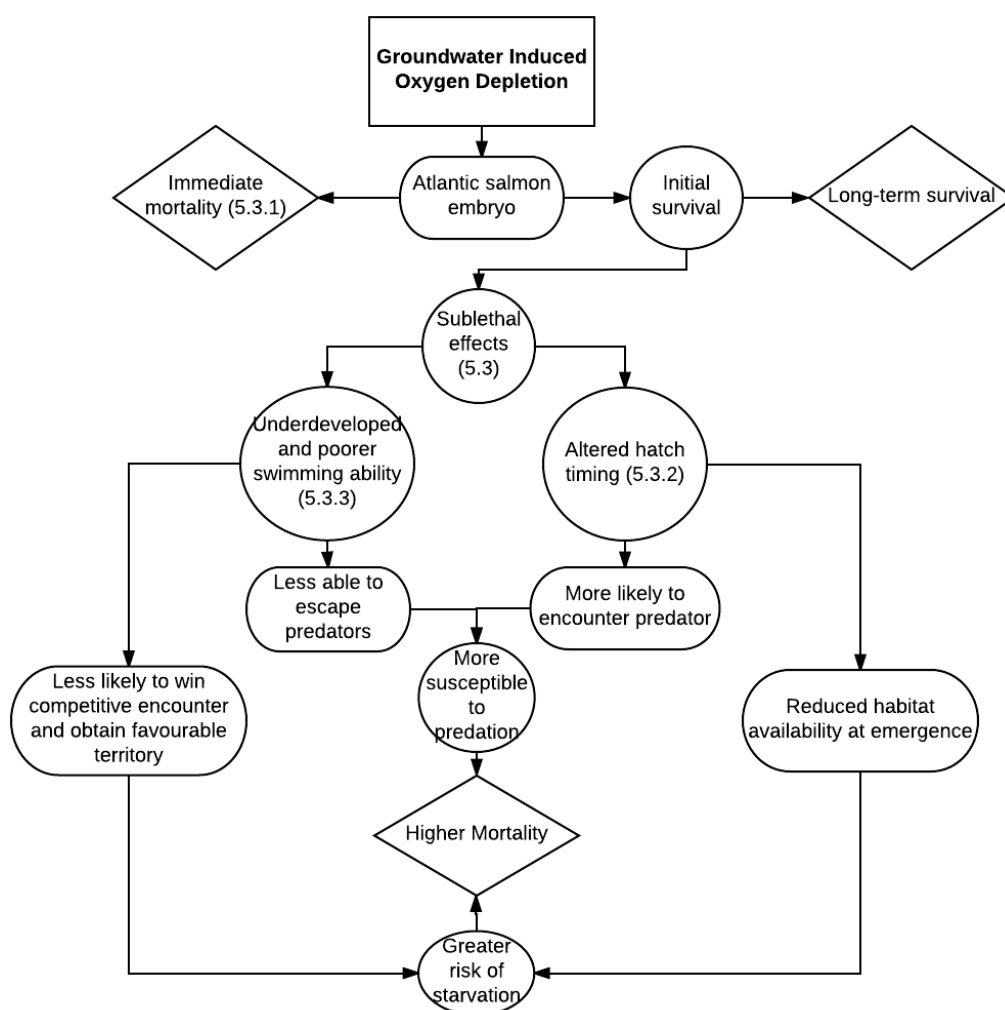 Groundwater Induced
Oxygen Depletion
Immediate
mortality (5.3.1)
Atlantic salmon
embryo
Initial
survival
Long-term survival
Sublethal
effects
(5.3)
Underdeveloped
and poorer
swimming ability
(5.3.3)
Altered hatch
timing (5.3.2)
Less able to
escape
predators
More likely to
encounter predator
Less likely to win
competitive encounter
and obtain favourable
territory
More
susceptible
to
predation
Reduced habitat
availability at emergence
Higher Mortality
Greater
risk of
starvation